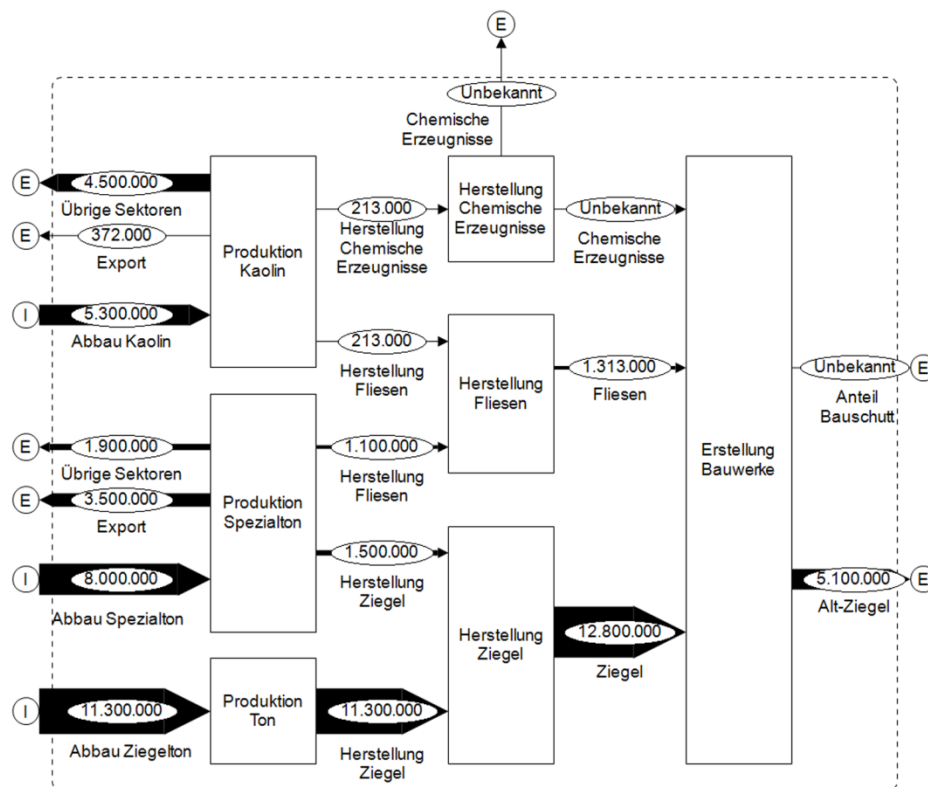 E
Unbekannt
Chemische
Erzeugnisse
E
4.500.000
Übrige Sektoren
E
372.000
Export
I
5.300.000
Abbau Kaolin
Produktion
Kaolin
213.000
Herstellung
Chemische
Erzeugnisse
Herstellung
Chemische
Erzeugnisse
Unbekannt
Chemische
Erzeugnisse
213.000
Herstellung
Fliesen
Herstellung
Fliesen
1.313.000
Fliesen
Unbekannt
E
Anteil
Bauschutt
E
1.900.000
Übrige Sektoren
E
3.500.000
Export
I
8.000.000
Abbau Spezialton
Produktion
Spezialton
1.100.000
Herstellung
Fliesen
1.500.000
Herstellung
Ziegel
Erstellung
Bauwerke
Herstellung
Ziegel
12.800.000
Ziegel
5.100.000
E
Alt-Ziegel
I
11.300.000
Abbau Ziegelton
Produktion
Ton
11.300.000
Herstellung
Ziegel